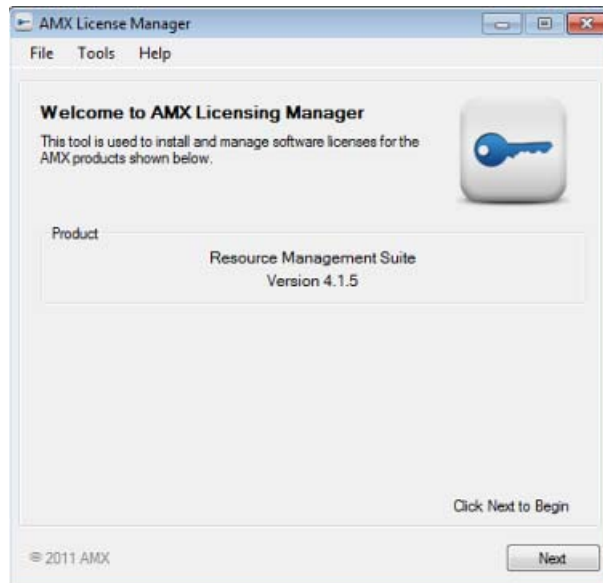 AMX License Manager
File Tools Help
Welcome to AMX Licensing Manager
This tool is used to install and manage software licenses for the
AMX products shown below.
Product
Resource Management Suite
Version 4.1.5
Click Next to Begin
© 2011 AMX
Next